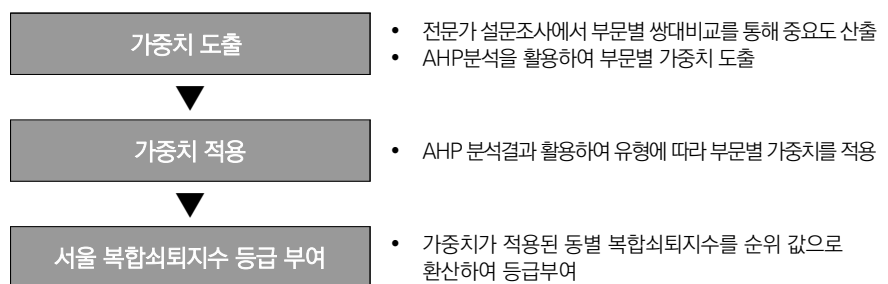 가중치 도출
• 전문가 설문조사에서 부문별 쌍대비교를 통해 중요도 산출
• AHP분석을 활용하여 부문별 가중치 도출
가중치 적용
• AHP 분석결과 활용하여 유형에 따라 부문별 가중치를 적용
서울 복합쇠퇴지수 등급 부여
• 가중치가 적용된 동별 복합쇠퇴지수를 순위 값으로
환산하여 등급부여